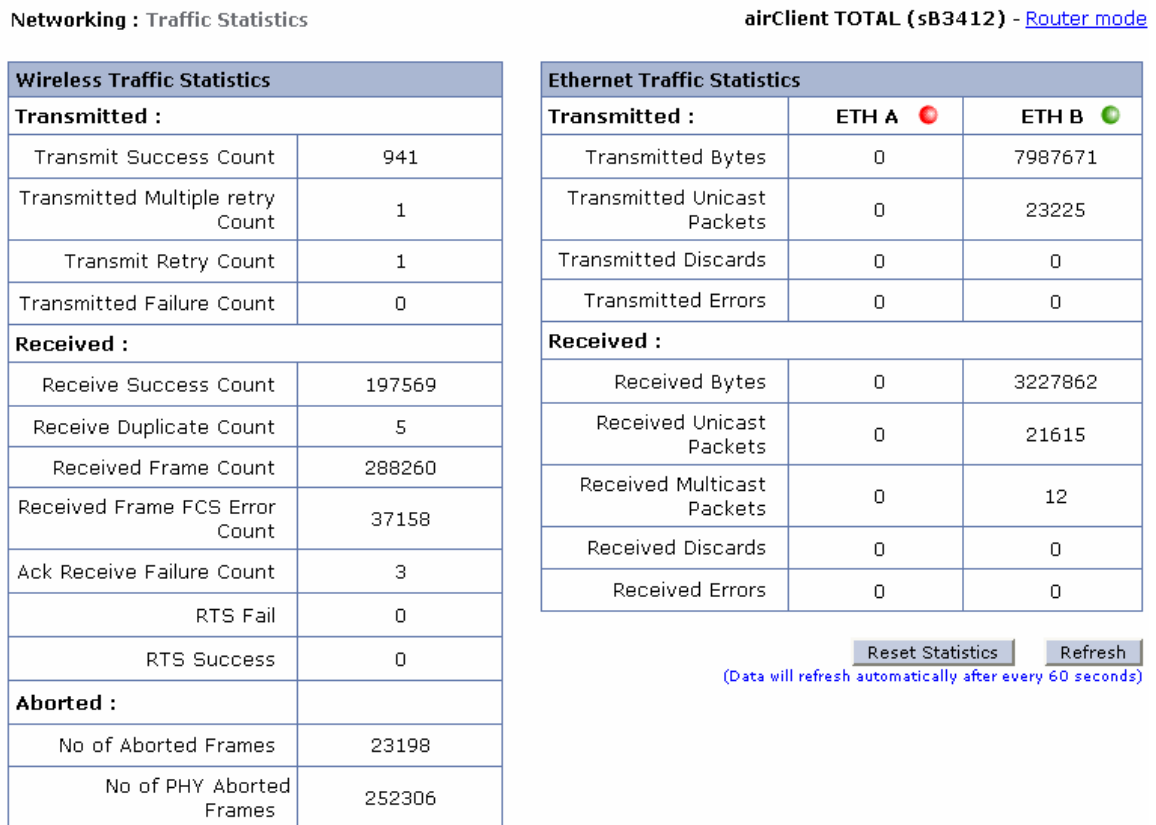 Networking : Traffic Statistics
airClient TOTAL (sB3412) - Router mode
Wireless Traffic Statistics
Transmitted :
Transmit Success Count 941
Transmitted Multiple retry
Count 1
Transmit Retry Count 1
Transmitted Failure Count 0
Received :
Receive Success Count 197569
Receive Duplicate Count 5
Received Frame Count 288260
Received Frame FCS Error
Count 37158
Ack Receive Failure Count 3
RTS Fail 0
RTS Success 0
Aborted :
No of Aborted Frames 23198
No of PHY Aborted
Frames 252306
Ethernet Traffic Statistics
Transmitted : ETH A ETH B
Transmitted Bytes 0 7987671
Transmitted Unicast
Packets 0 23225
Transmitted Discards 0 0
Transmitted Errors 0 0
Received :
Received Bytes 0 3227862
Received Unicast
Packets 0 21615
Received Multicast
Packets 0 12
Received Discards 0 0
Received Errors 0 0
Reset Statistics Refresh
(Data will refresh automatically after every 60 seconds)